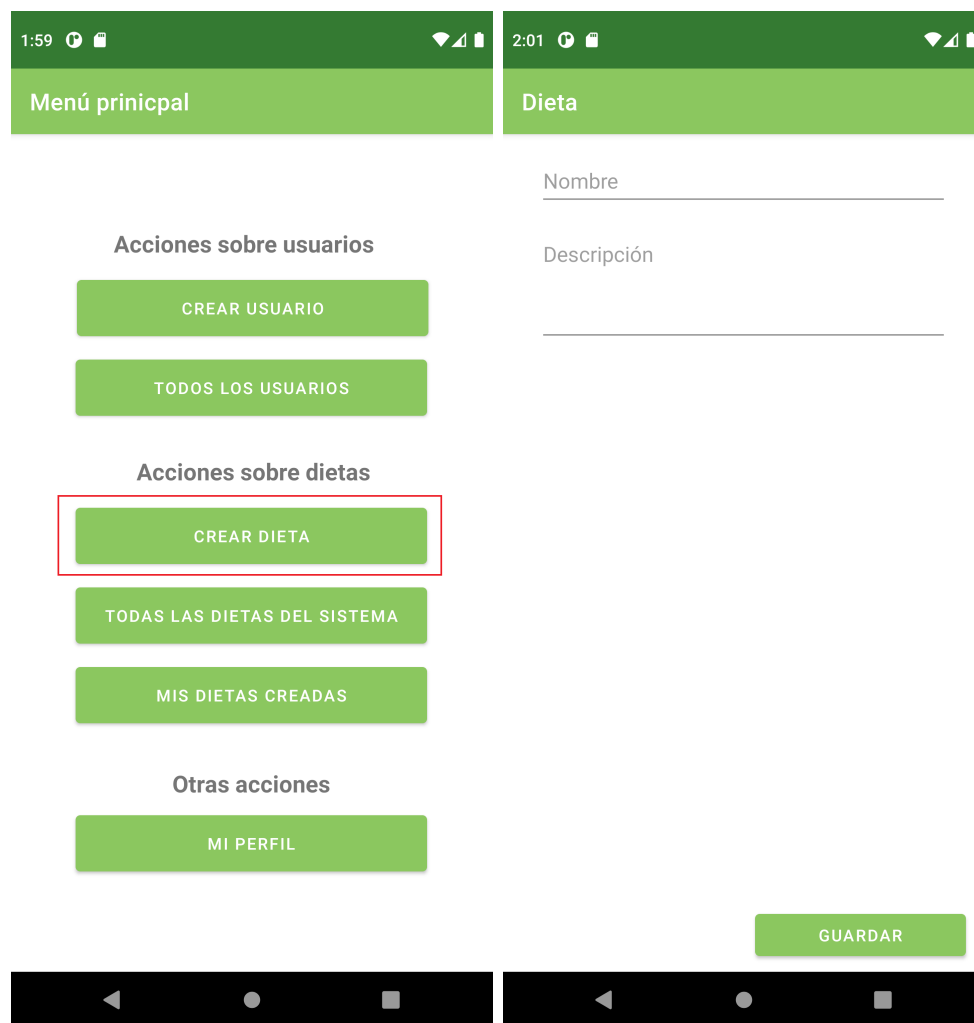 1:59
Menú prinicpal
Acciones sobre usuarios
CREAR USUARIO
TODOS LOS USUARIOS
Acciones sobre dietas
CREAR DIETA
TODAS LAS DIETAS DEL SISTEMA
MIS DIETAS CREADAS
Otras acciones
MI PERFIL
2:01
Dieta
Nombre
Descripción
GUARDAR